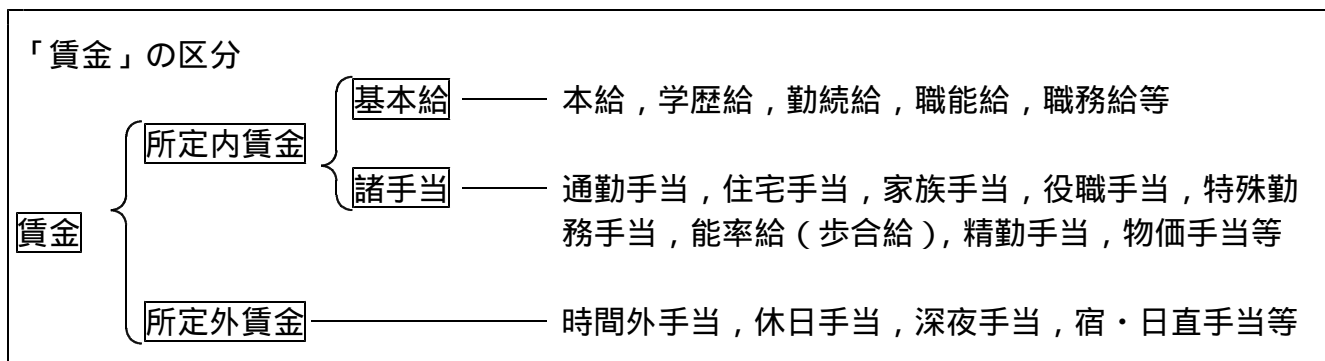 「賃金」の区分
基本給 本給，学歴給，勤続給，職能給，職務給等
所定内賃金
諸手当 通勤手当，住宅手当，家族手当，役職手当，特殊勤
務手当，能率給（歩合給），精勤手当，物価手当等
賃金
所定外賃金 時間外手当，休日手当，深夜手当，宿・日直手当等